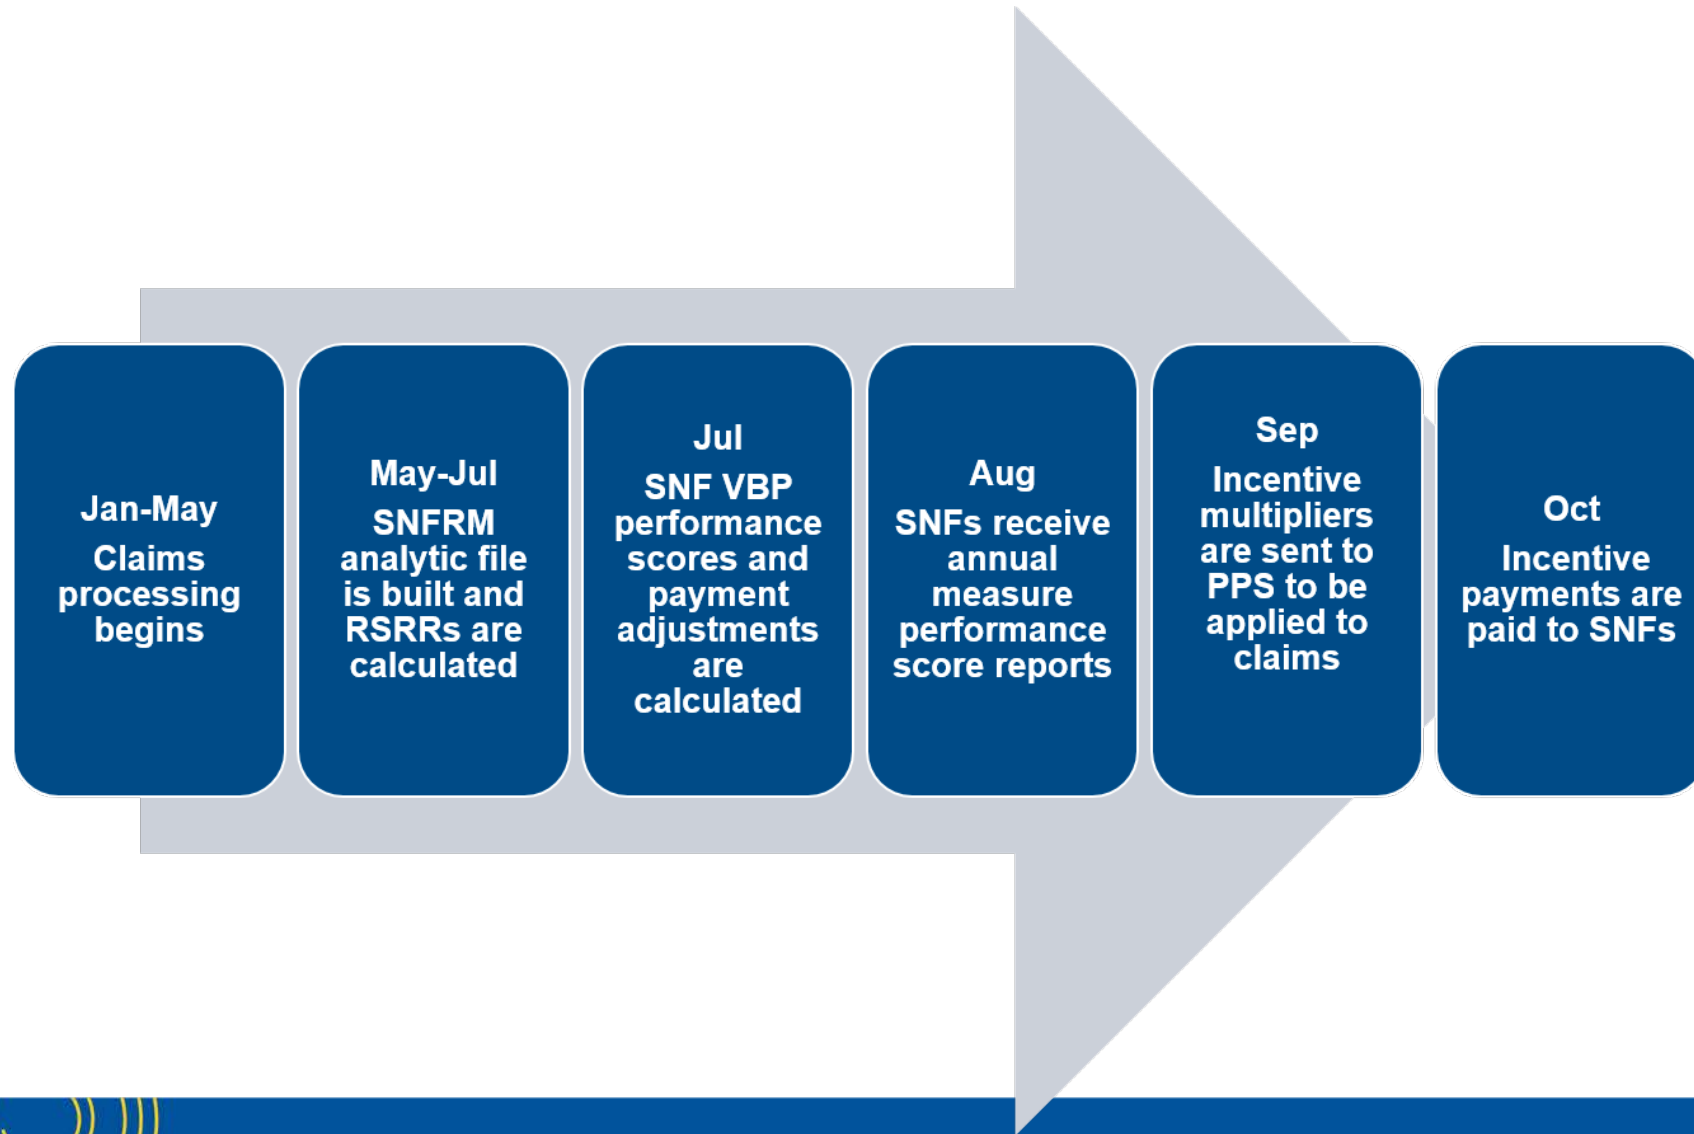 Jan-May
Claims
processing
begins
May-Jul
SNFRM
analytic file
is built and
RSRRs are
calculated
Jul
SNF VBP
performance
scores and
payment
adjustments
are
calculated
Aug
SNFs receive
annual
measure
performance
score reports
Sep
Incentive
multipliers
are sent to
PPS to be
applied to
claims
Oct
Incentive
payments are
paid to SNFs